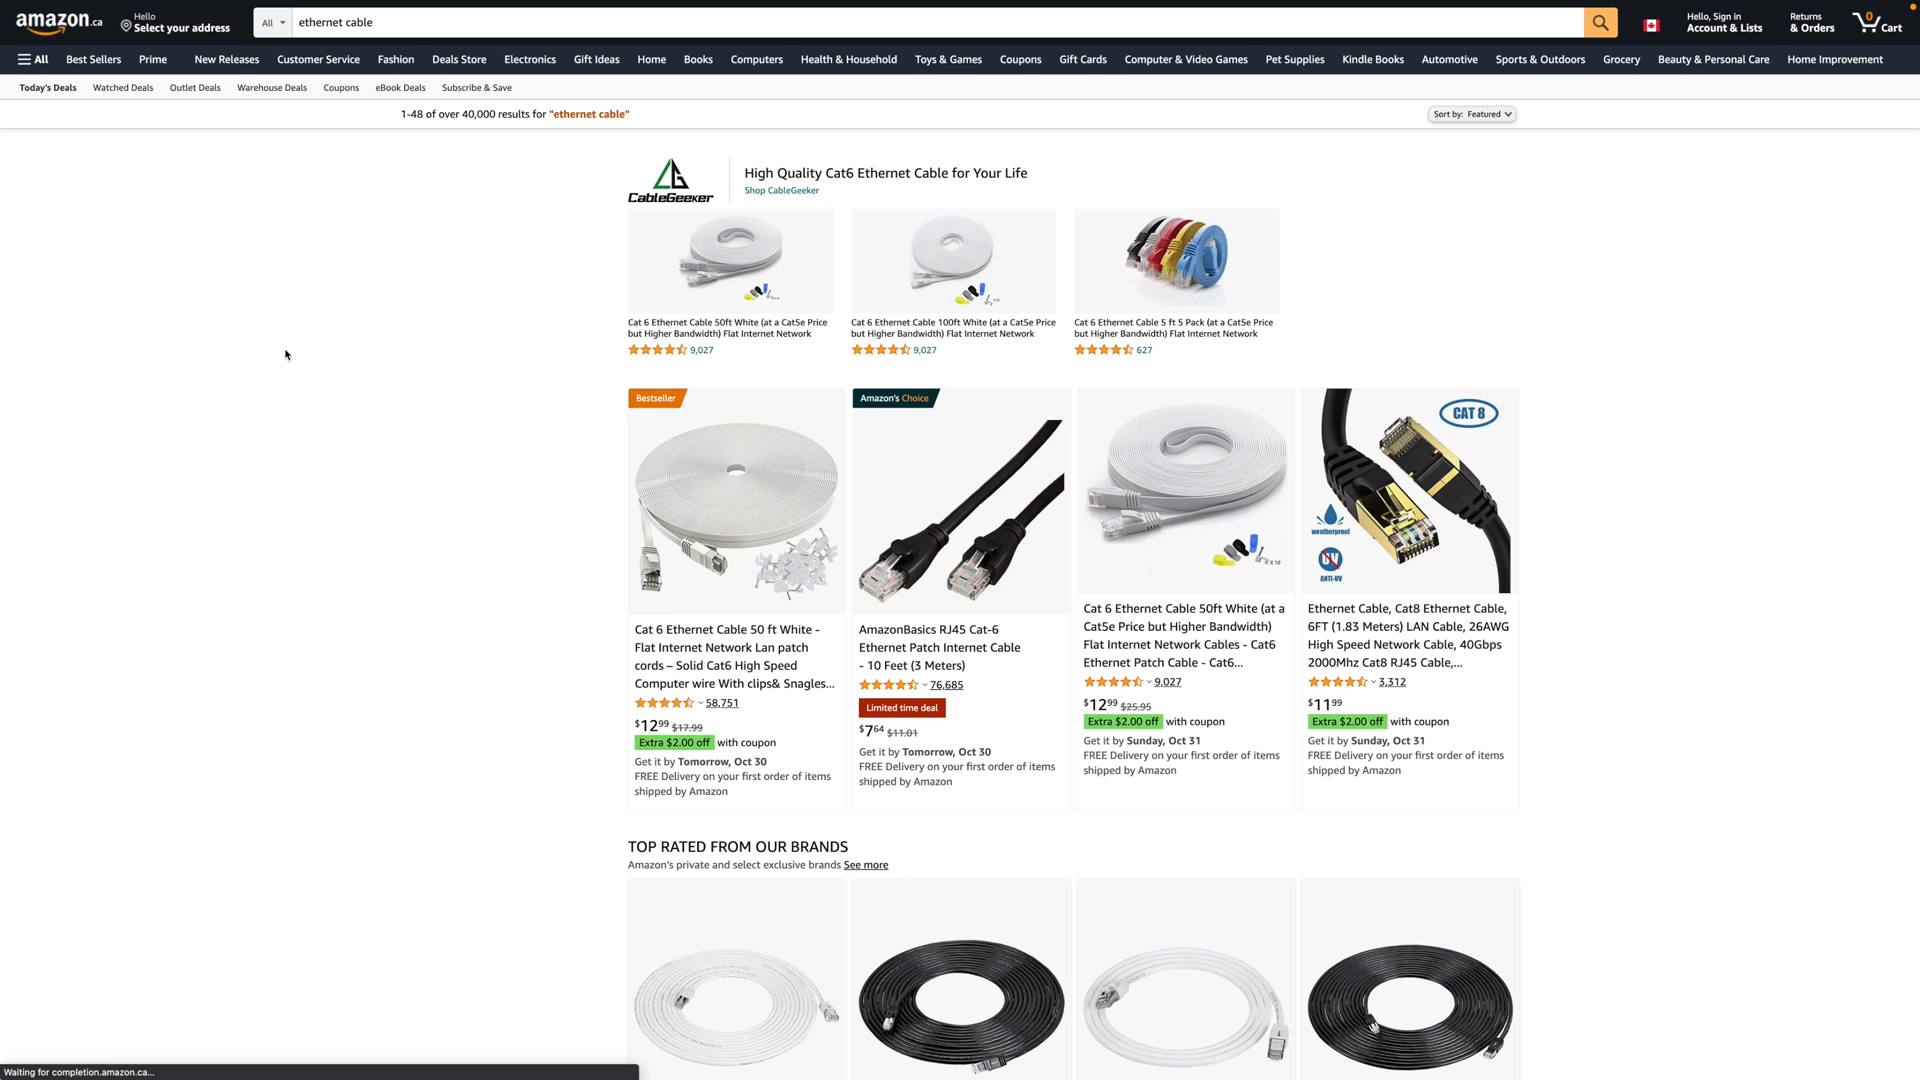 amazon.ca
Hello
Select your address
All
ethernet cable
Hello, Sign in
Account & Lists
Returns
& Orders
0
Cart
All
Best Sellers
Prime
New Releases
Customer Service
Fashion
Deals Store
Electronics
Gift Ideas
Home
Books
Computers
Health & Household
Toys & Games
Coupons
Gift Cards
Computer & Video Games
Pet Supplies
Kindle Books
Automotive
Sports & Outdoors
Grocery
Beauty & Personal Care
Home Improvement
Today's Deals
Watched Deals
Outlet Deals
Warehouse Deals
Coupons
eBook Deals
Subscribe & Save
1-48 of over 40,000 results for "ethernet cable"
Sort by: Featured
CableGeeker
High Quality Cat6 Ethernet Cable for Your Life
Shop CableGeeker
Cat 6 Ethernet Cable 50ft White (at a Cat5e Price
but Higher Bandwidth) Flat Internet Network
9,027
Cat 6 Ethernet Cable 100ft White (at a Cat5e Price
but Higher Bandwidth) Flat Internet Network
9,027
Cat 6 Ethernet Cable 5 ft 5 Pack (at a Cat5e Price
but Higher Bandwidth) Flat Internet Network
627
Bestseller
Cat 6 Ethernet Cable 50 ft White -
Flat Internet Network Lan patch
cords – Solid Cat6 High Speed
Computer wire With clips& Snagles...
58,751
$12.99 $17.99
Extra $2.00 off with coupon
Get it by Tomorrow, Oct 30
FREE Delivery on your first order of items
shipped by Amazon
Amazon's Choice
AmazonBasics RJ45 Cat-6
Ethernet Patch Internet Cable
- 10 Feet (3 Meters)
76,685
Limited time deal
$7.64 $11.01
Get it by Tomorrow, Oct 30
FREE Delivery on your first order of items
shipped by Amazon
X 10
Cat 6 Ethernet Cable 50ft White (at a
Cat5e Price but Higher Bandwidth)
Flat Internet Network Cables - Cat6
Ethernet Patch Cable - Cat6...
9,027
$12.99 $25.95
Extra $2.00 off with coupon
Get it by Sunday, Oct 31
FREE Delivery on your first order of items
shipped by Amazon
CAT 8
weatherproof
UV
ANTI-UV
Ethernet Cable, Cat8 Ethernet Cable,
6FT (1.83 Meters) LAN Cable, 26AWG
High Speed Network Cable, 40Gbps
2000Mhz Cat8 RJ45 Cable,...
3,312
$11.99
Extra $2.00 off with coupon
Get it by Sunday, Oct 31
FREE Delivery on your first order of items
shipped by Amazon
TOP RATED FROM OUR BRANDS
Amazon's private and select exclusive brands See more
Waiting for completion.amazon.ca...